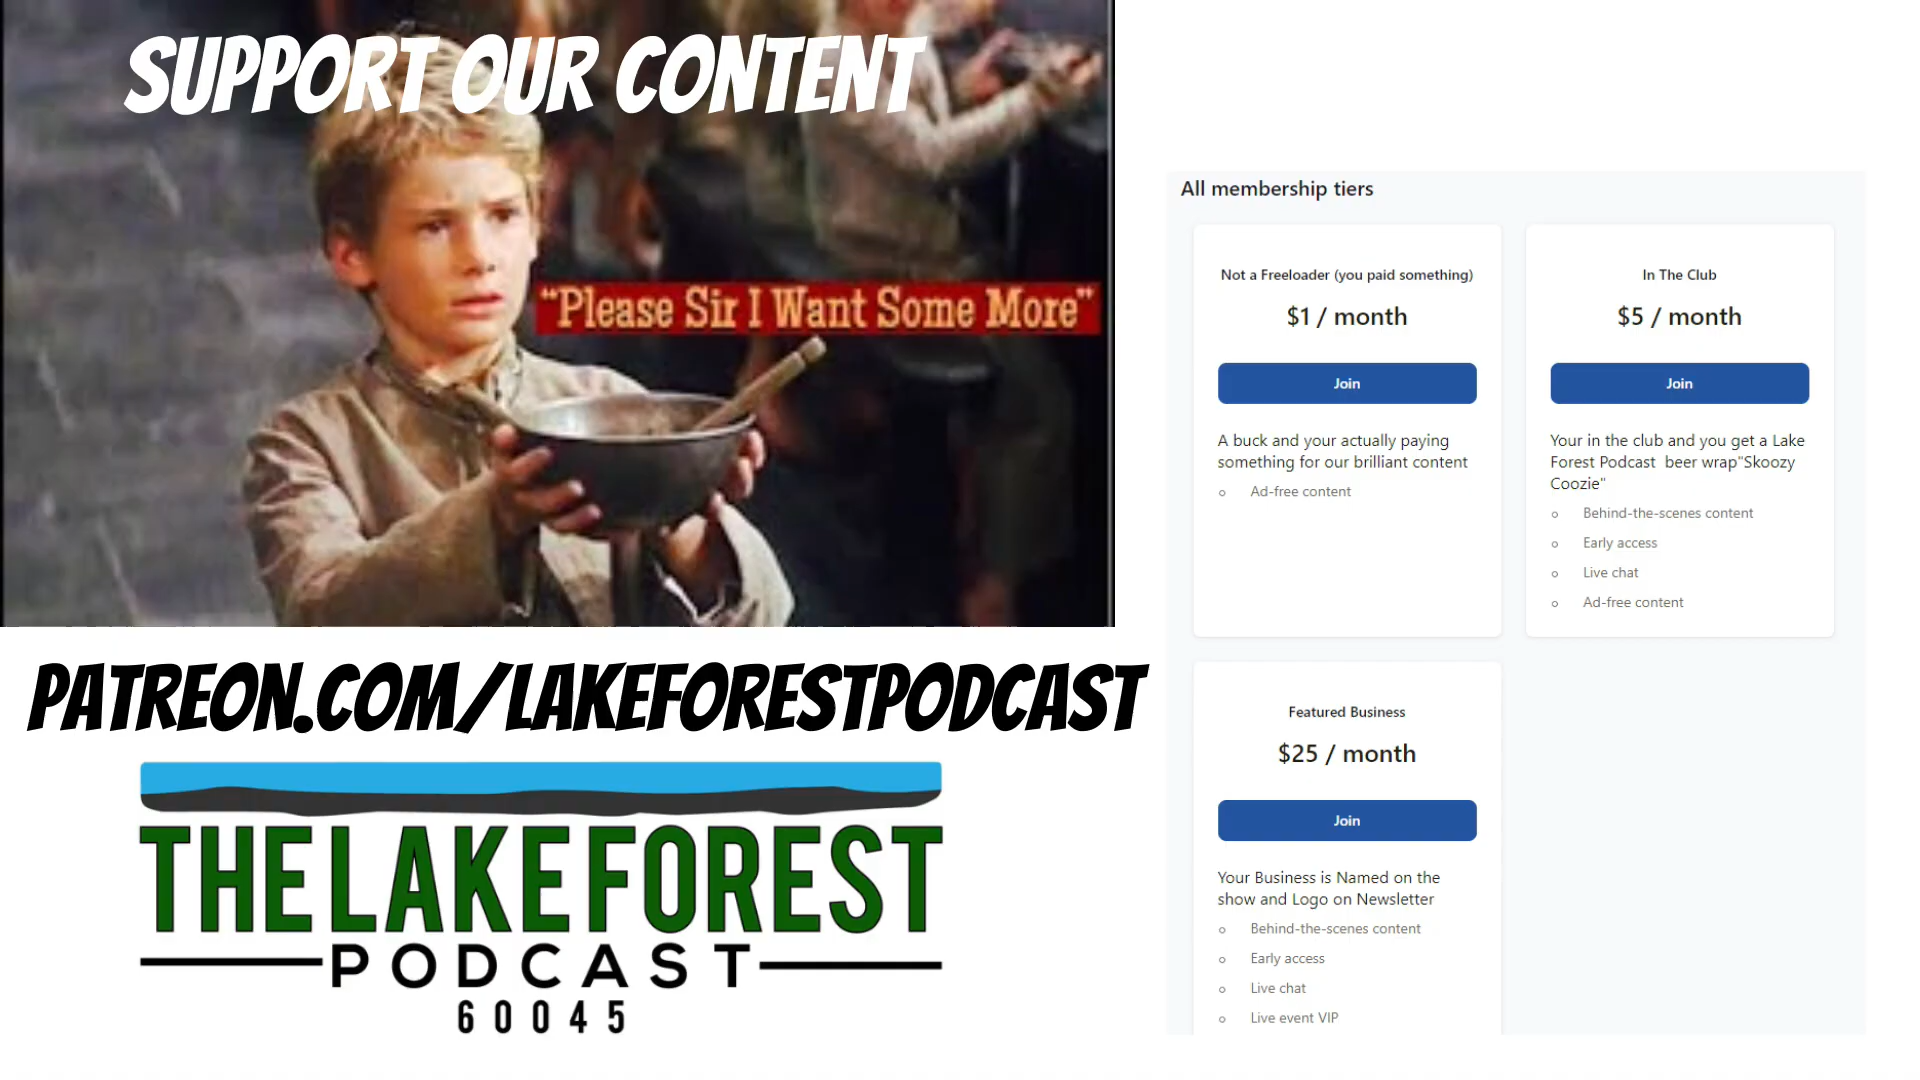 SUPPORT OUR CONTENT
"Please Sir I Want Some More"
PATREON.COM/LAKEFORESTPODCAST
THE LAKE FOREST
PODCAST
60045
All membership tiers
Not a Freeloader (you paid something)
$1 / month
Join
A buck and your actually paying
something for our brilliant content
Ad-free content
In The Club
$5 / month
Join
Your in the club and you get a Lake
Forest Podcast beer wrap"Skoozy
Coozie"
Behind-the-scenes content
Early access
Live chat
Ad-free content
Featured Business
$25 / month
Join
Your Business is Named on the
show and Logo on Newsletter
Behind-the-scenes content
Early access
Live chat
Live event VIP